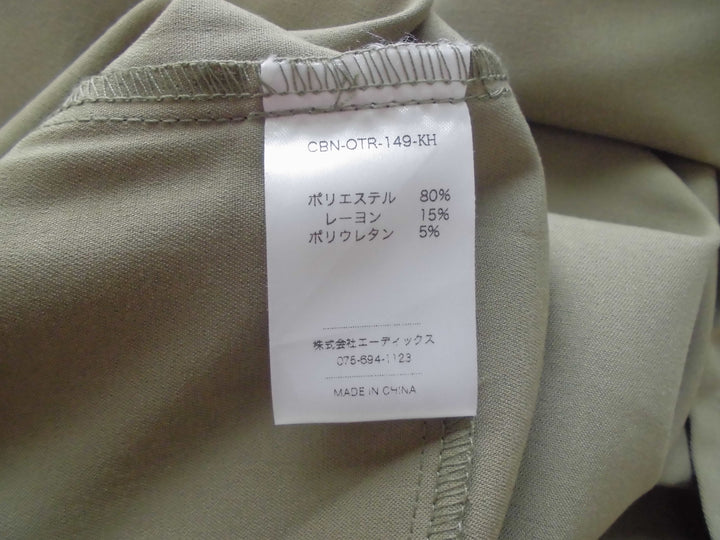 CBN-OTR-149-KH
ポリエステル 80%
レーヨン 15%
ポリウレタン 5%
株式会社エーディックス
075-694-1123
MADE IN CHINA